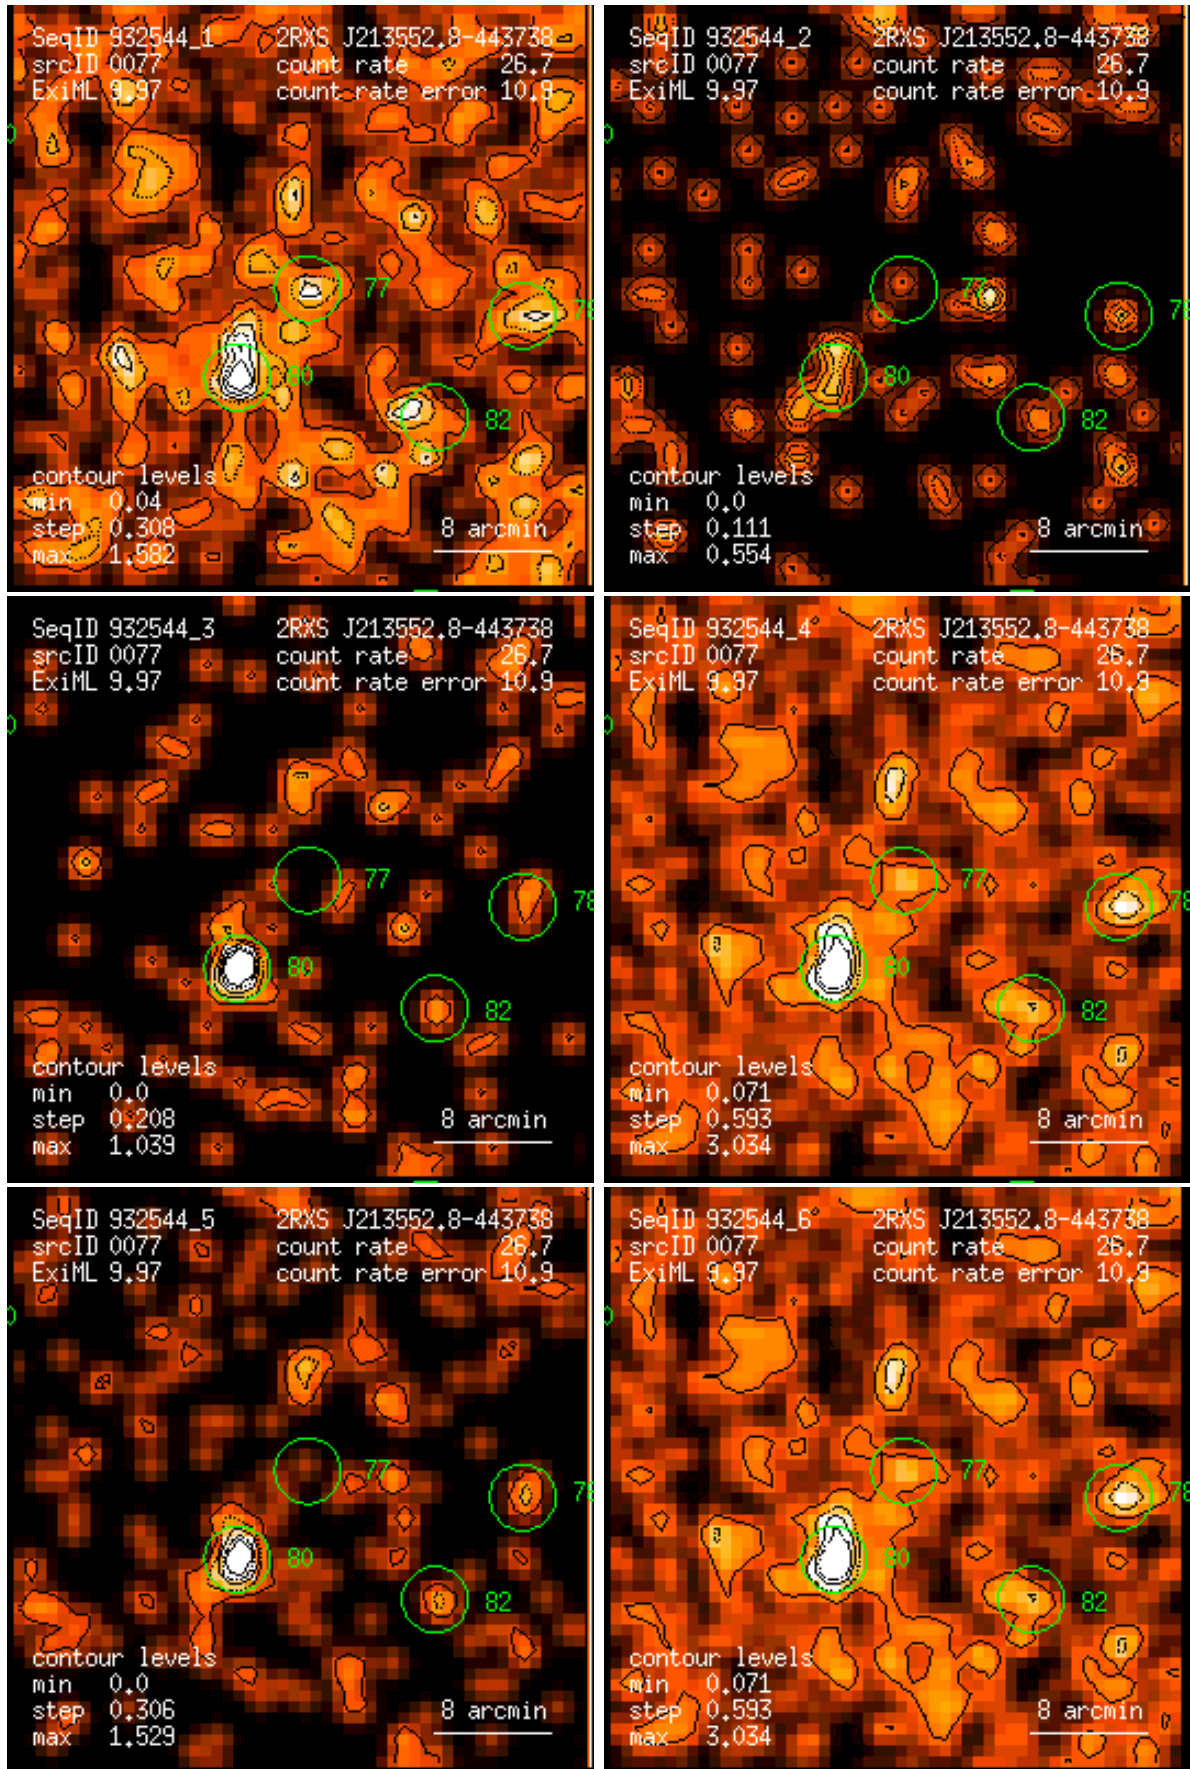 SeqID 932544_1 2RXS J213552.8-443738
srcID 0077 count rate 26.7
ExiML 9.97 count rate error 10.9
77
78
80
82
contour levels
min 0.04
step 0.308 8 arcmin
max 1.582
SeqID 932544_2 2RXS J213552.8-443738
srcID 0077 count rate 26.7
ExiML 9.97 count rate error 10.9
77
78
80
82
contour levels
min 0.0
step 0.111 8 arcmin
max 0.554
SeqID 932544_3 2RXS J213552.8-443738
srcID 0077 count rate 26.7
ExiML 9.97 count rate error 10.9
77
78
80
82
contour levels
min 0.0
step 0.208 8 arcmin
max 1.039
SeqID 932544_4 2RXS J213552.8-443738
srcID 0077 count rate 26.7
ExiML 9.97 count rate error 10.9
77
78
80
82
contour levels
min 0.071
step 0.593 8 arcmin
max 3.034
SeqID 932544_5 2RXS J213552.8-443738
srcID 0077 count rate 26.7
ExiML 9.97 count rate error 10.9
77
78
80
82
contour levels
min 0.0
step 0.306 8 arcmin
max 1.529
SeqID 932544_6 2RXS J213552.8-443738
srcID 0077 count rate 26.7
ExiML 9.97 count rate error 10.9
77
78
80
82
contour levels
min 0.071
step 0.593 8 arcmin
max 3.034